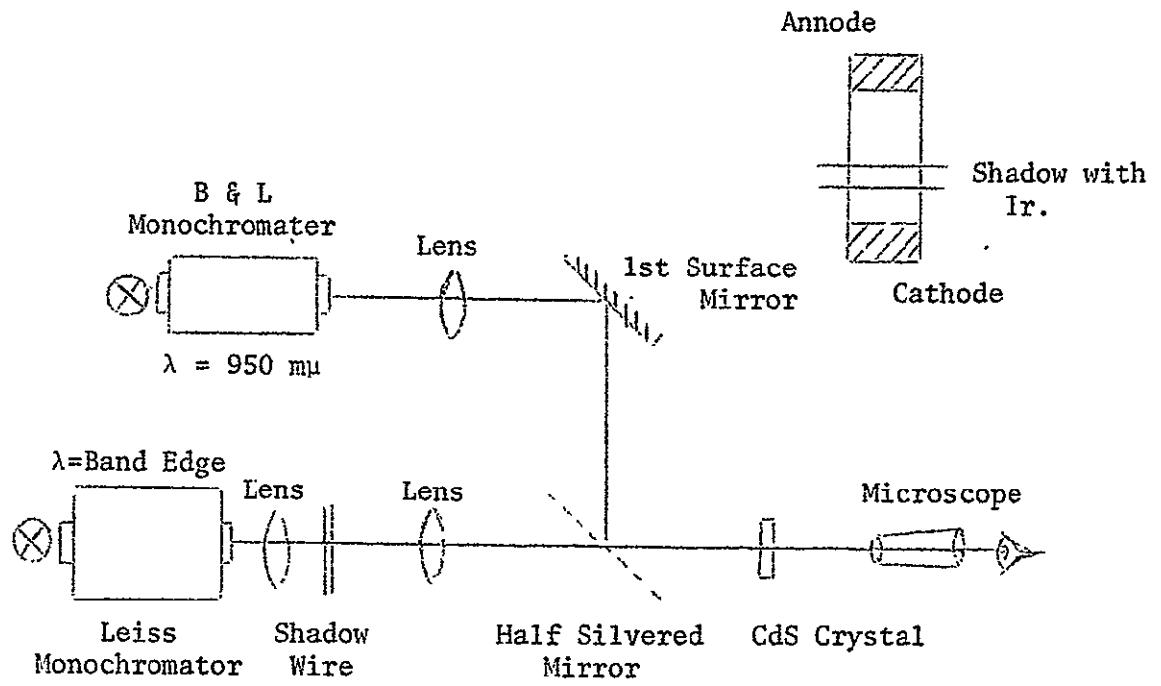 Annode
Shadow with
Ir.
Cathode
B & L
Monochromater
Lens
1st Surface
Mirror
λ = 950 mμ
λ=Band Edge
Lens
Lens
Microscope
Leiss
Monochromator
Shadow
Wire
Half Silvered
Mirror
CdS Crystal